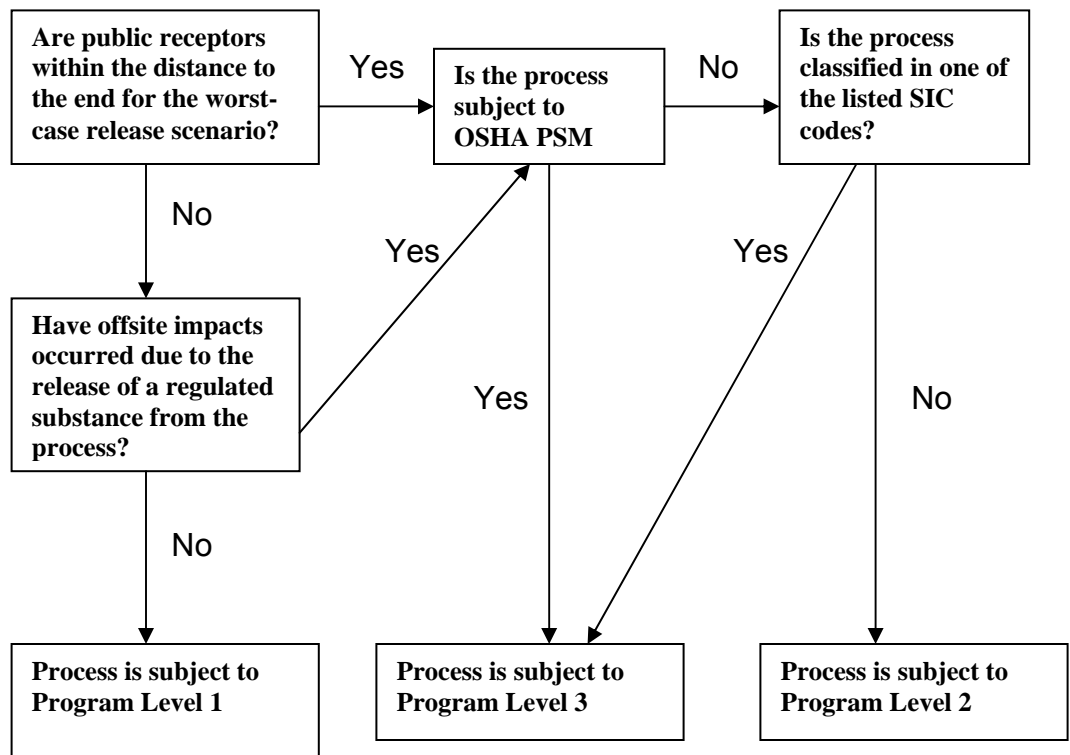 Are public receptors
within the distance to
the end for the worst-
case release scenario?
Yes
Is the process
subject to
OSHA PSM
No
Is the process
classified in one of
the listed SIC
codes?
No
Yes
Yes
Have offsite impacts
occurred due to the
release of a regulated
substance from the
process?
Yes
No
No
Process is subject to
Program Level 1
Process is subject to
Program Level 3
Process is subject to
Program Level 2